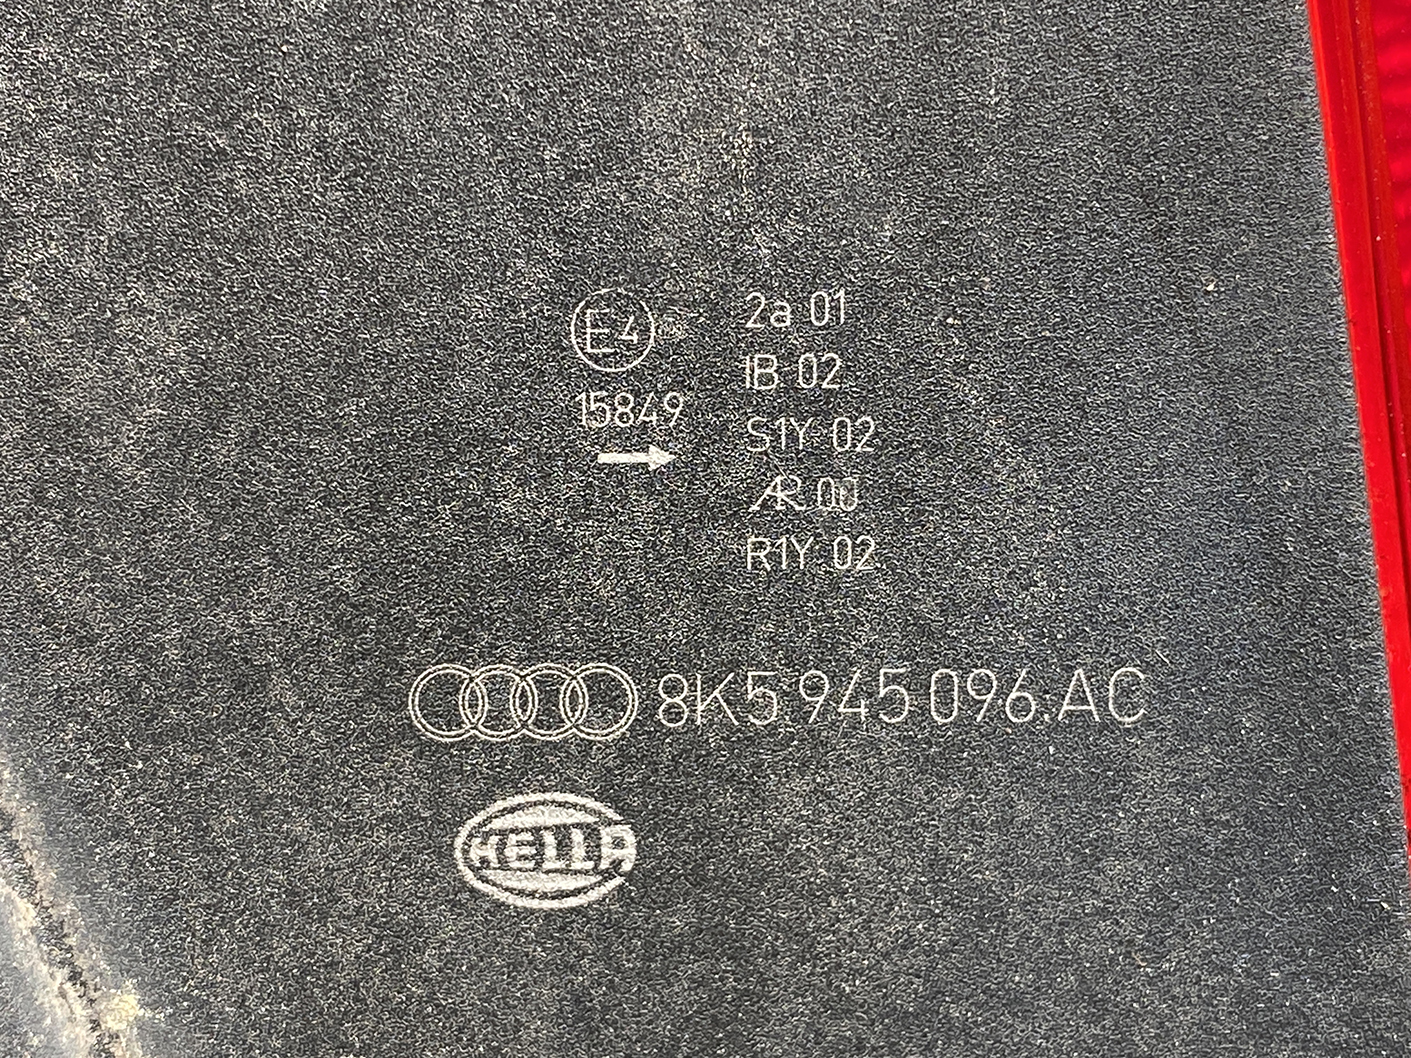 E4
15849
2a 01
IB 02
S1Y 02
AR 00
R1Y 02
8K5 945 096.AC
HELLA